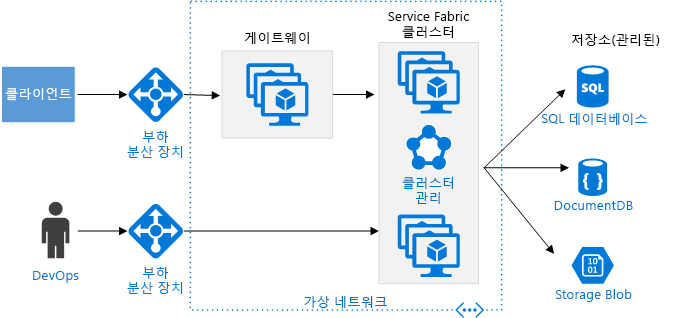 Service Fabric
클러스터
게이트웨이
저장소(관리된)
클라이언트
SQL
SQL 데이터베이스
부하
분산 장치
클러스터
관리
{ }
DocumentDB
DevOps
부하
분산 장치
10
01
Storage Blob
가상 네트워크
<•••>